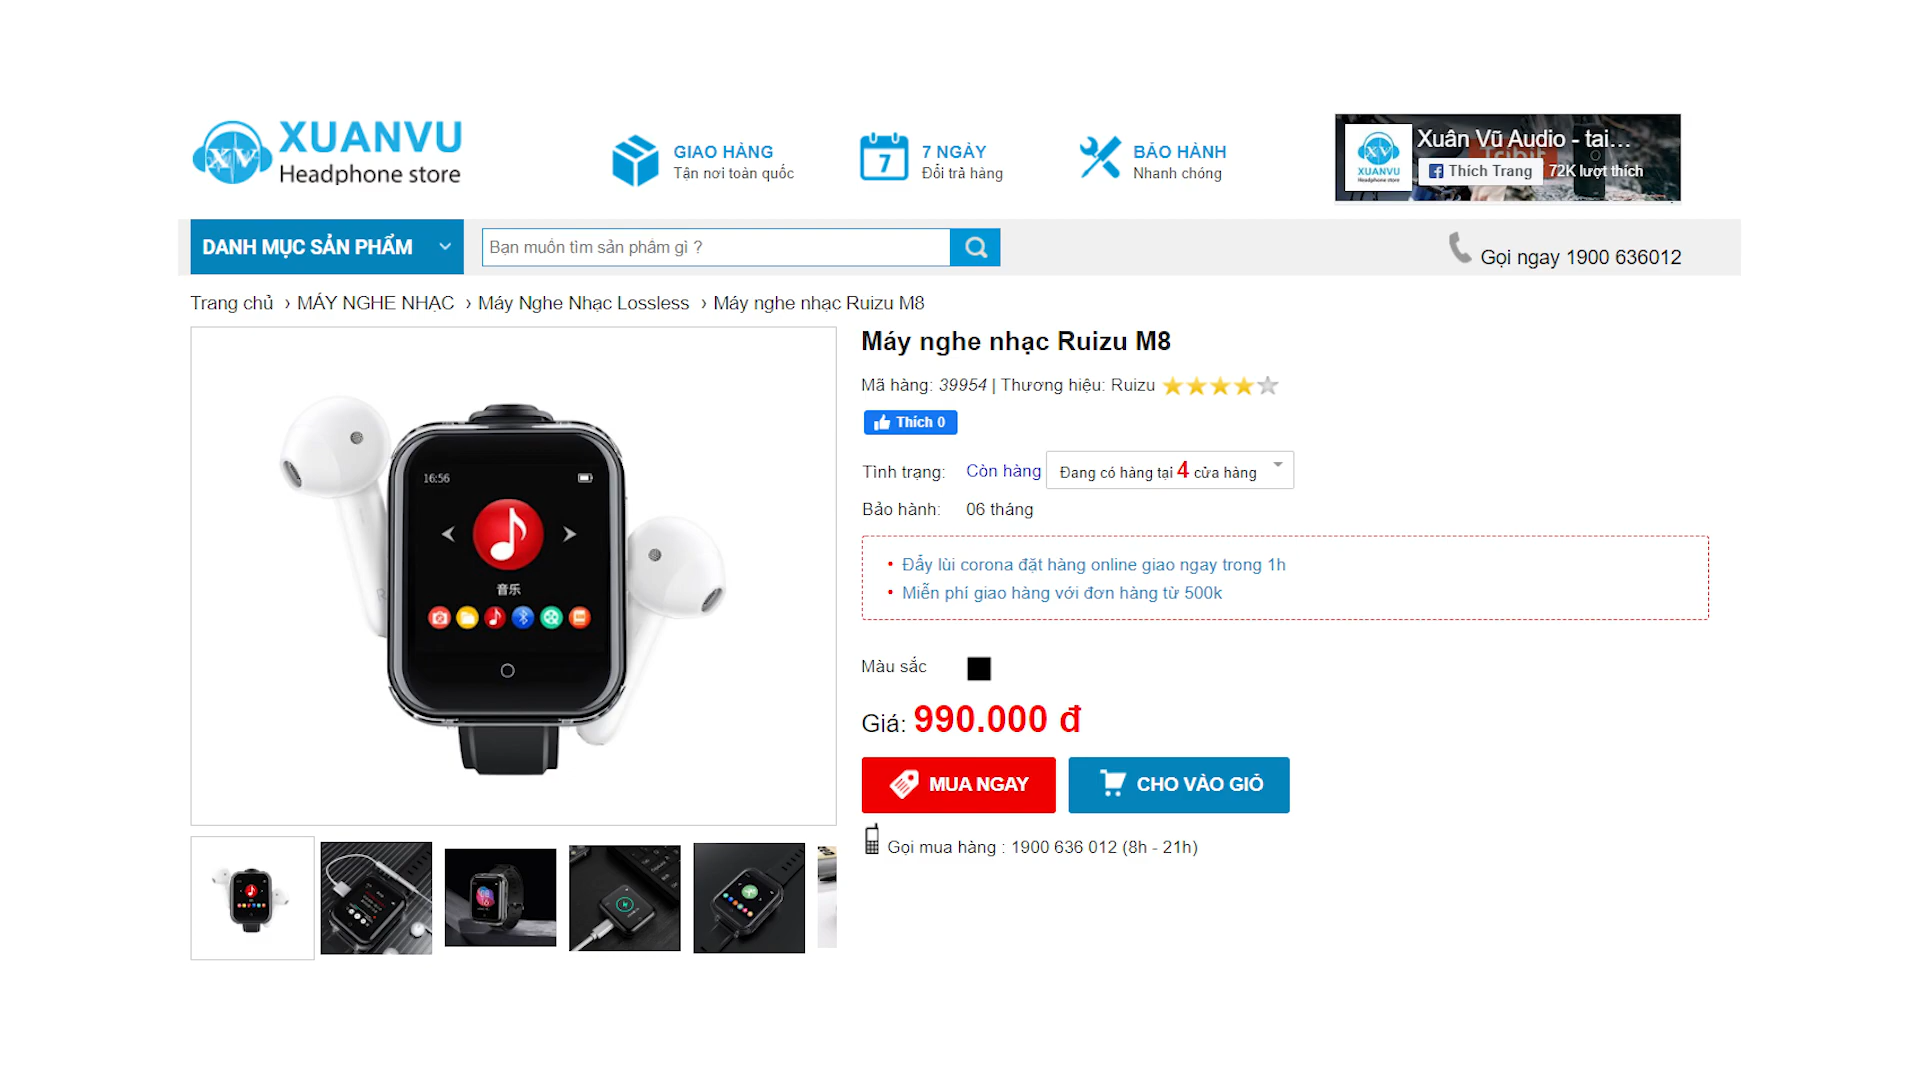 XUANVU
Headphone store
GIAO HÀNG
Tận nơi toàn quốc
7
7 NGÀY
Đổi trả hàng
BẢO HÀNH
Nhanh chóng
XV
XUANVU
Headphone store
Xuân Vũ Audio - tai...
Thích Trang
72K lượt thích
DANH MỤC SẢN PHẨM
Bạn muốn tìm sản phẩm gì ?
Gọi ngay 1900 636012
Trang chủ › MÁY NGHE NHẠC › Máy Nghe Nhạc Lossless › Máy nghe nhạc Ruizu M8
16:56
音乐
Máy nghe nhạc Ruizu M8
Mã hàng: 39954 | Thương hiệu: Ruizu
Thích 0
Tình trạng: Còn hàng Đang có hàng tại 4 cửa hàng
Bảo hành: 06 tháng
• Đẩy lùi corona đặt hàng online giao ngay trong 1h
• Miễn phí giao hàng với đơn hàng từ 500k
Màu sắc
Giá: 990.000 đ
MUA NGAY
CHO VÀO GIỎ
Gọi mua hàng : 1900 636 012 (8h - 21h)